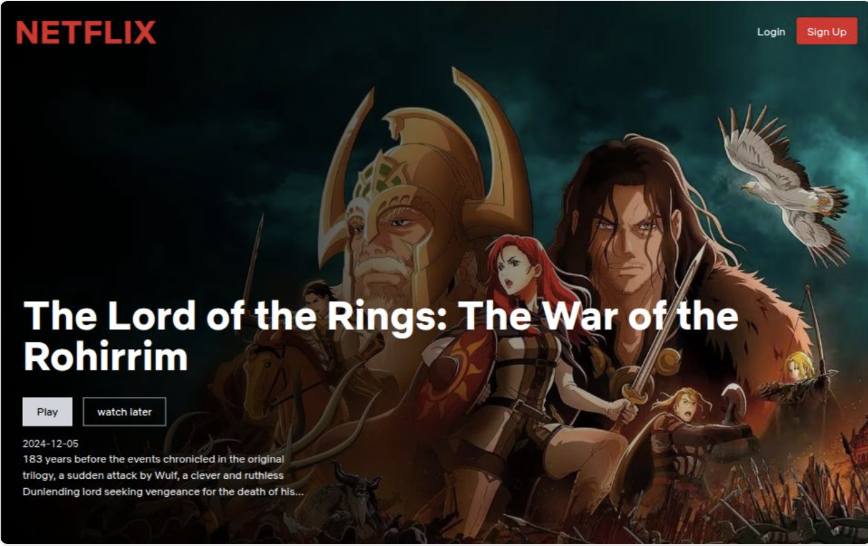 NETFLIX
Login
Sign Up
The Lord of the Rings: The War of the
Rohirrim
Play
watch later
2024-12-05
183 years before the events chronicled in the original
trilogy, a sudden attack by Wulf, a clever and ruthless
Dunlending lord seeking vengeance for the death of his...